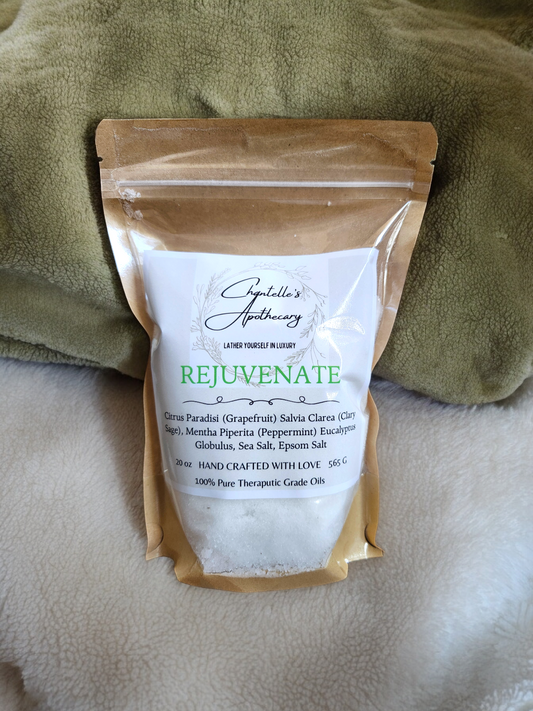 Chantelle's
Apothecary
LATHER YOURSELF IN LUXURY
REJUVENATE
Citrus Paradisi (Grapefruit) Salvia Clarea (Clary
Sage), Mentha Piperita (Peppermint) Eucalyptus
Globulus, Sea Salt, Epsom Salt
20 oz HAND CRAFTED WITH LOVE 565 G
100% Pure Theraputic Grade Oils